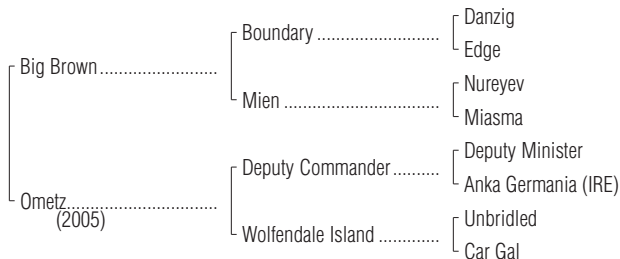 Danzig
Boundary ........................
Edge
Big Brown ........................
Nureyev
Mien ................................
Miasma
Deputy Minister
Deputy Commander ..........
Anka Germania (IRE)
Ometz ...............................
(2005)
Unbridled
Wolfendale Island .............
Car Gal